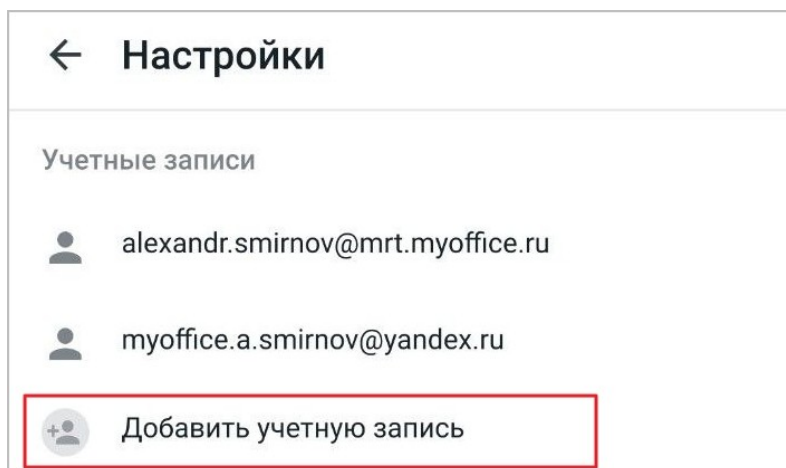 Настройки
Учетные записи
alexandr.smirnov@mrt.myoffice.ru
myoffice.a.smirnov@yandex.ru
Добавить учетную запись